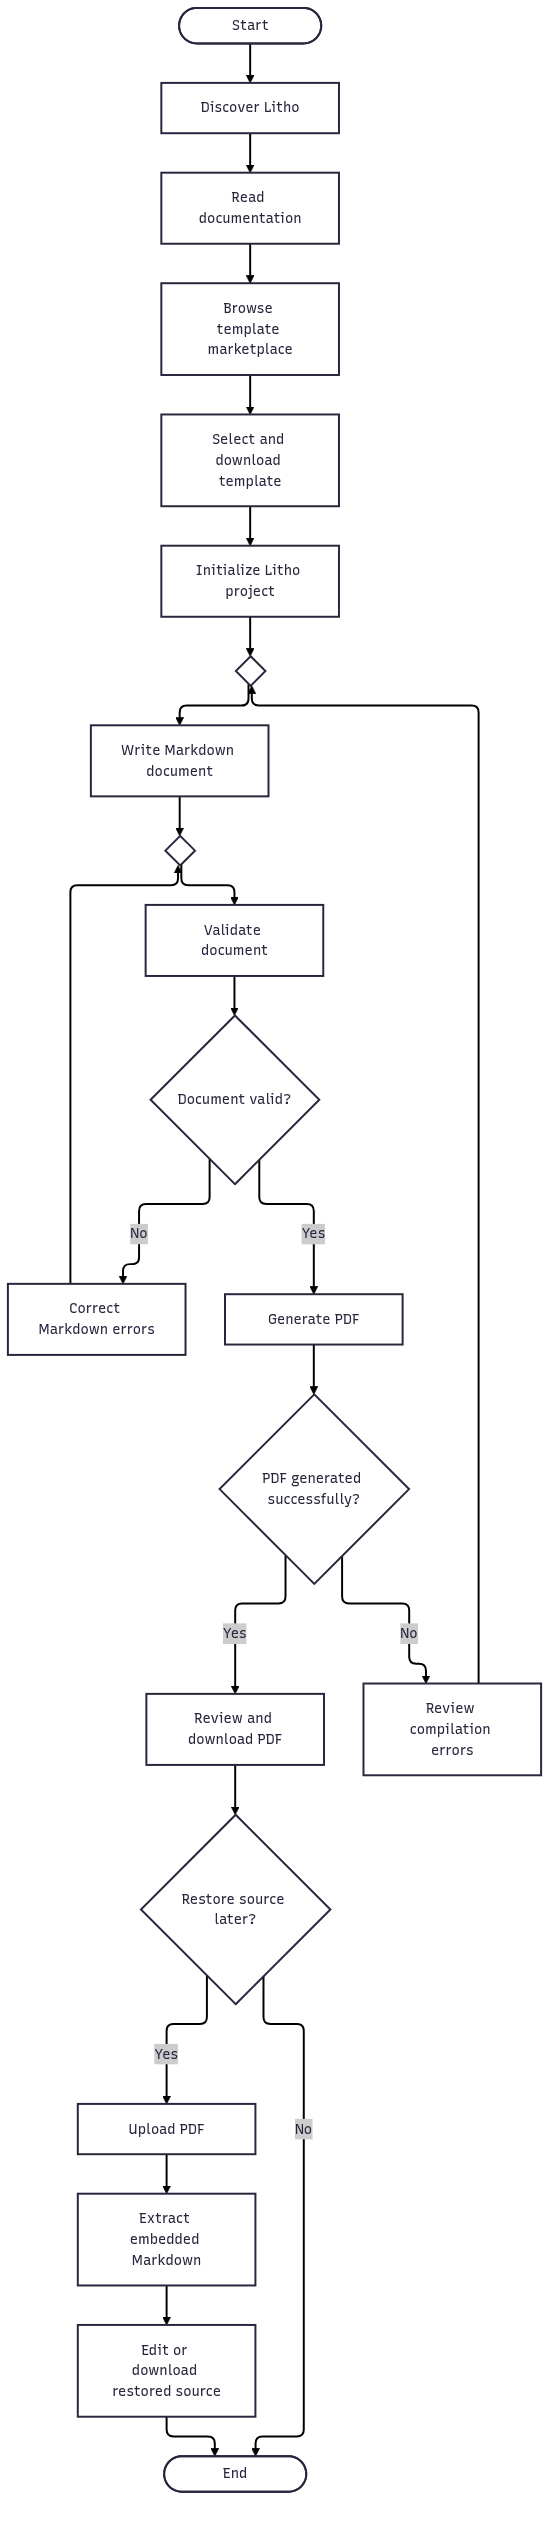 Start
Discover Litho
Read
documentation
Browse
template
marketplace
Select and
download
template
Initialize Litho
project
Write Markdown
document
Validate
document
Document valid?
No
Yes
Correct
Markdown errors
Generate PDF
PDF generated
successfully?
Yes
No
Review and
download PDF
Review
compilation
errors
Restore source
later?
Yes
Upload PDF
No
Extract
embedded
Markdown
Edit or
download
restored source
End